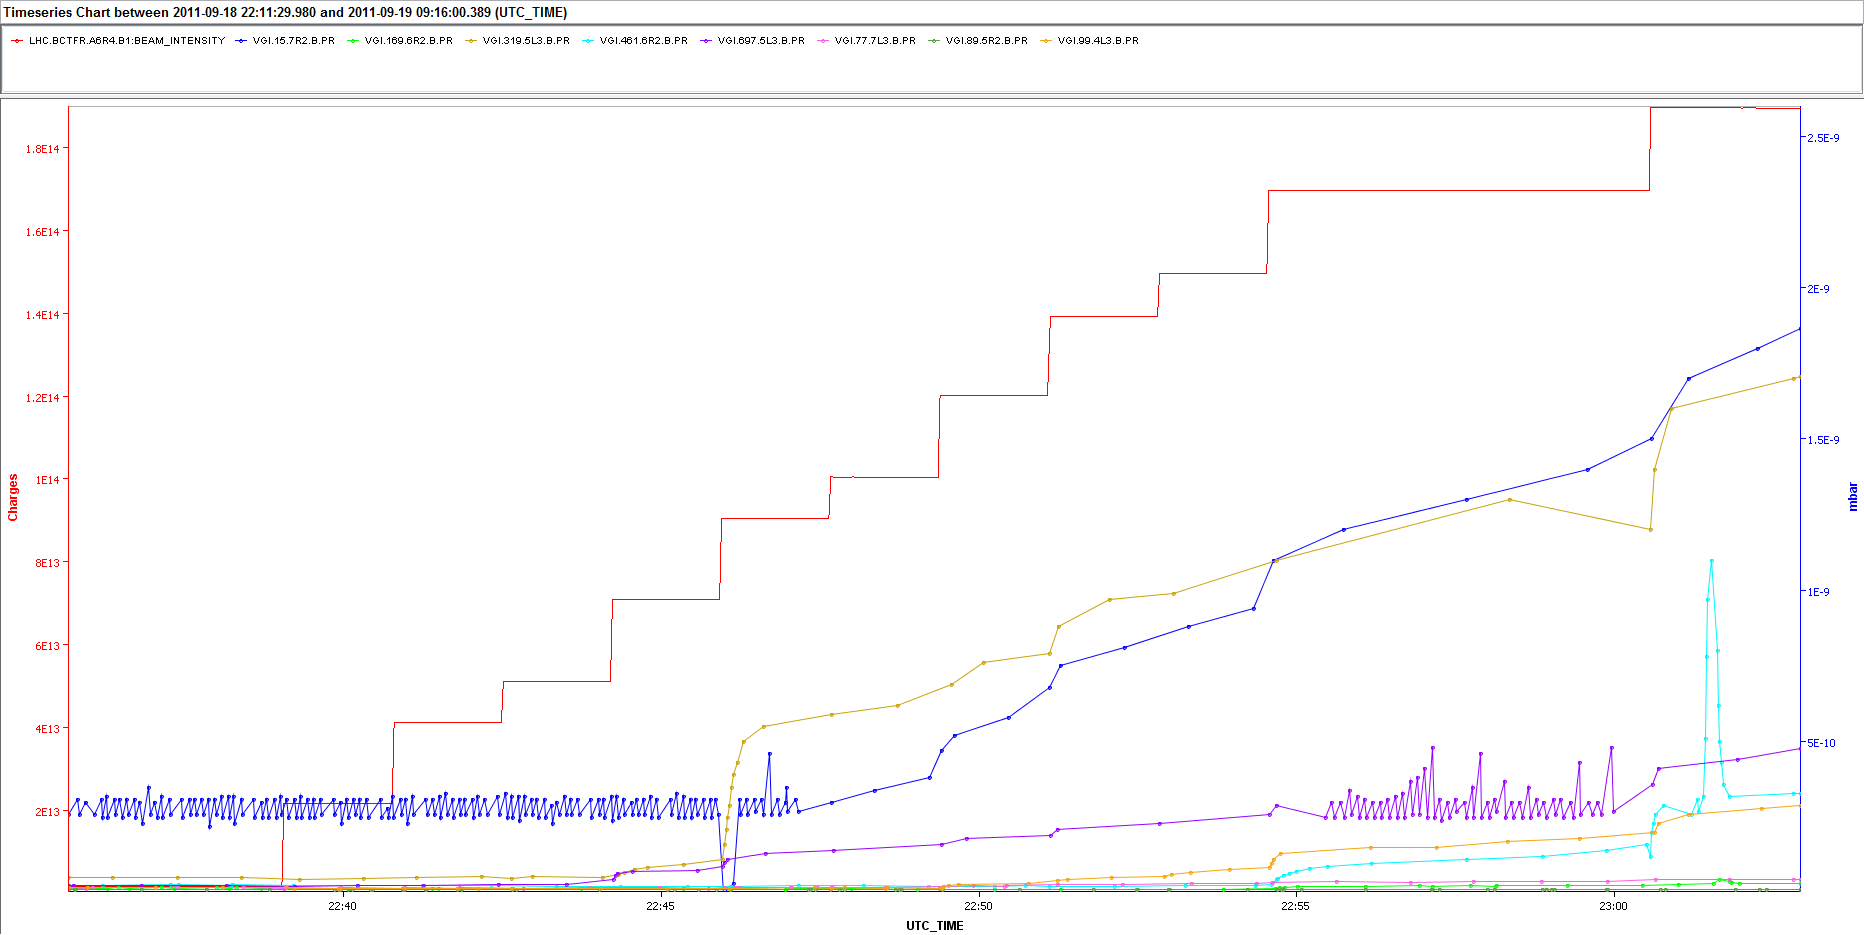 Timeseries Chart between 2011-09-18 22:11:29.980 and 2011-09-19 09:16:00.389 (UTC_TIME)
LHC.BCTFR.A6R4.B1:BEAM_INTENSITY VGI.15.7R2.B.PR VGI.169.6R2.B.PR VGI.319.5L3.B.PR VGI.461.6R2.B.PR VGI.697.5L3.B.PR VGI.77.7L3.B.PR VGI.89.5R2.B.PR VGI.99.4L3.B.PR
1.8E14
1.6E14
1.4E14
1.2E14
1E14
8E13
6E13
4E13
2E13
Charges
2.5E-9
2E-9
1.5E-9
1E-9
5E-10
mbar
22:40 22:45 22:50 22:55 23:00
UTC_TIME